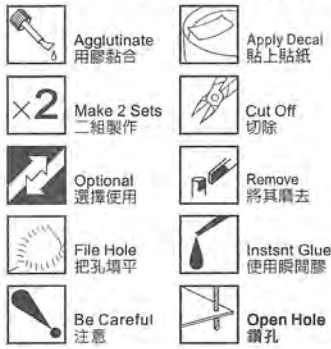 Agglutinate
用膠黏合
Apply Decal
貼上貼紙
×2
Make 2 Sets
二組製作
Cut Off
切除
Optional
選擇使用
Remove
將其磨去
File Hole
把孔填平
Instsnt Glue
使用瞬間膠
Be Careful
注意
Open Hole
鑽孔